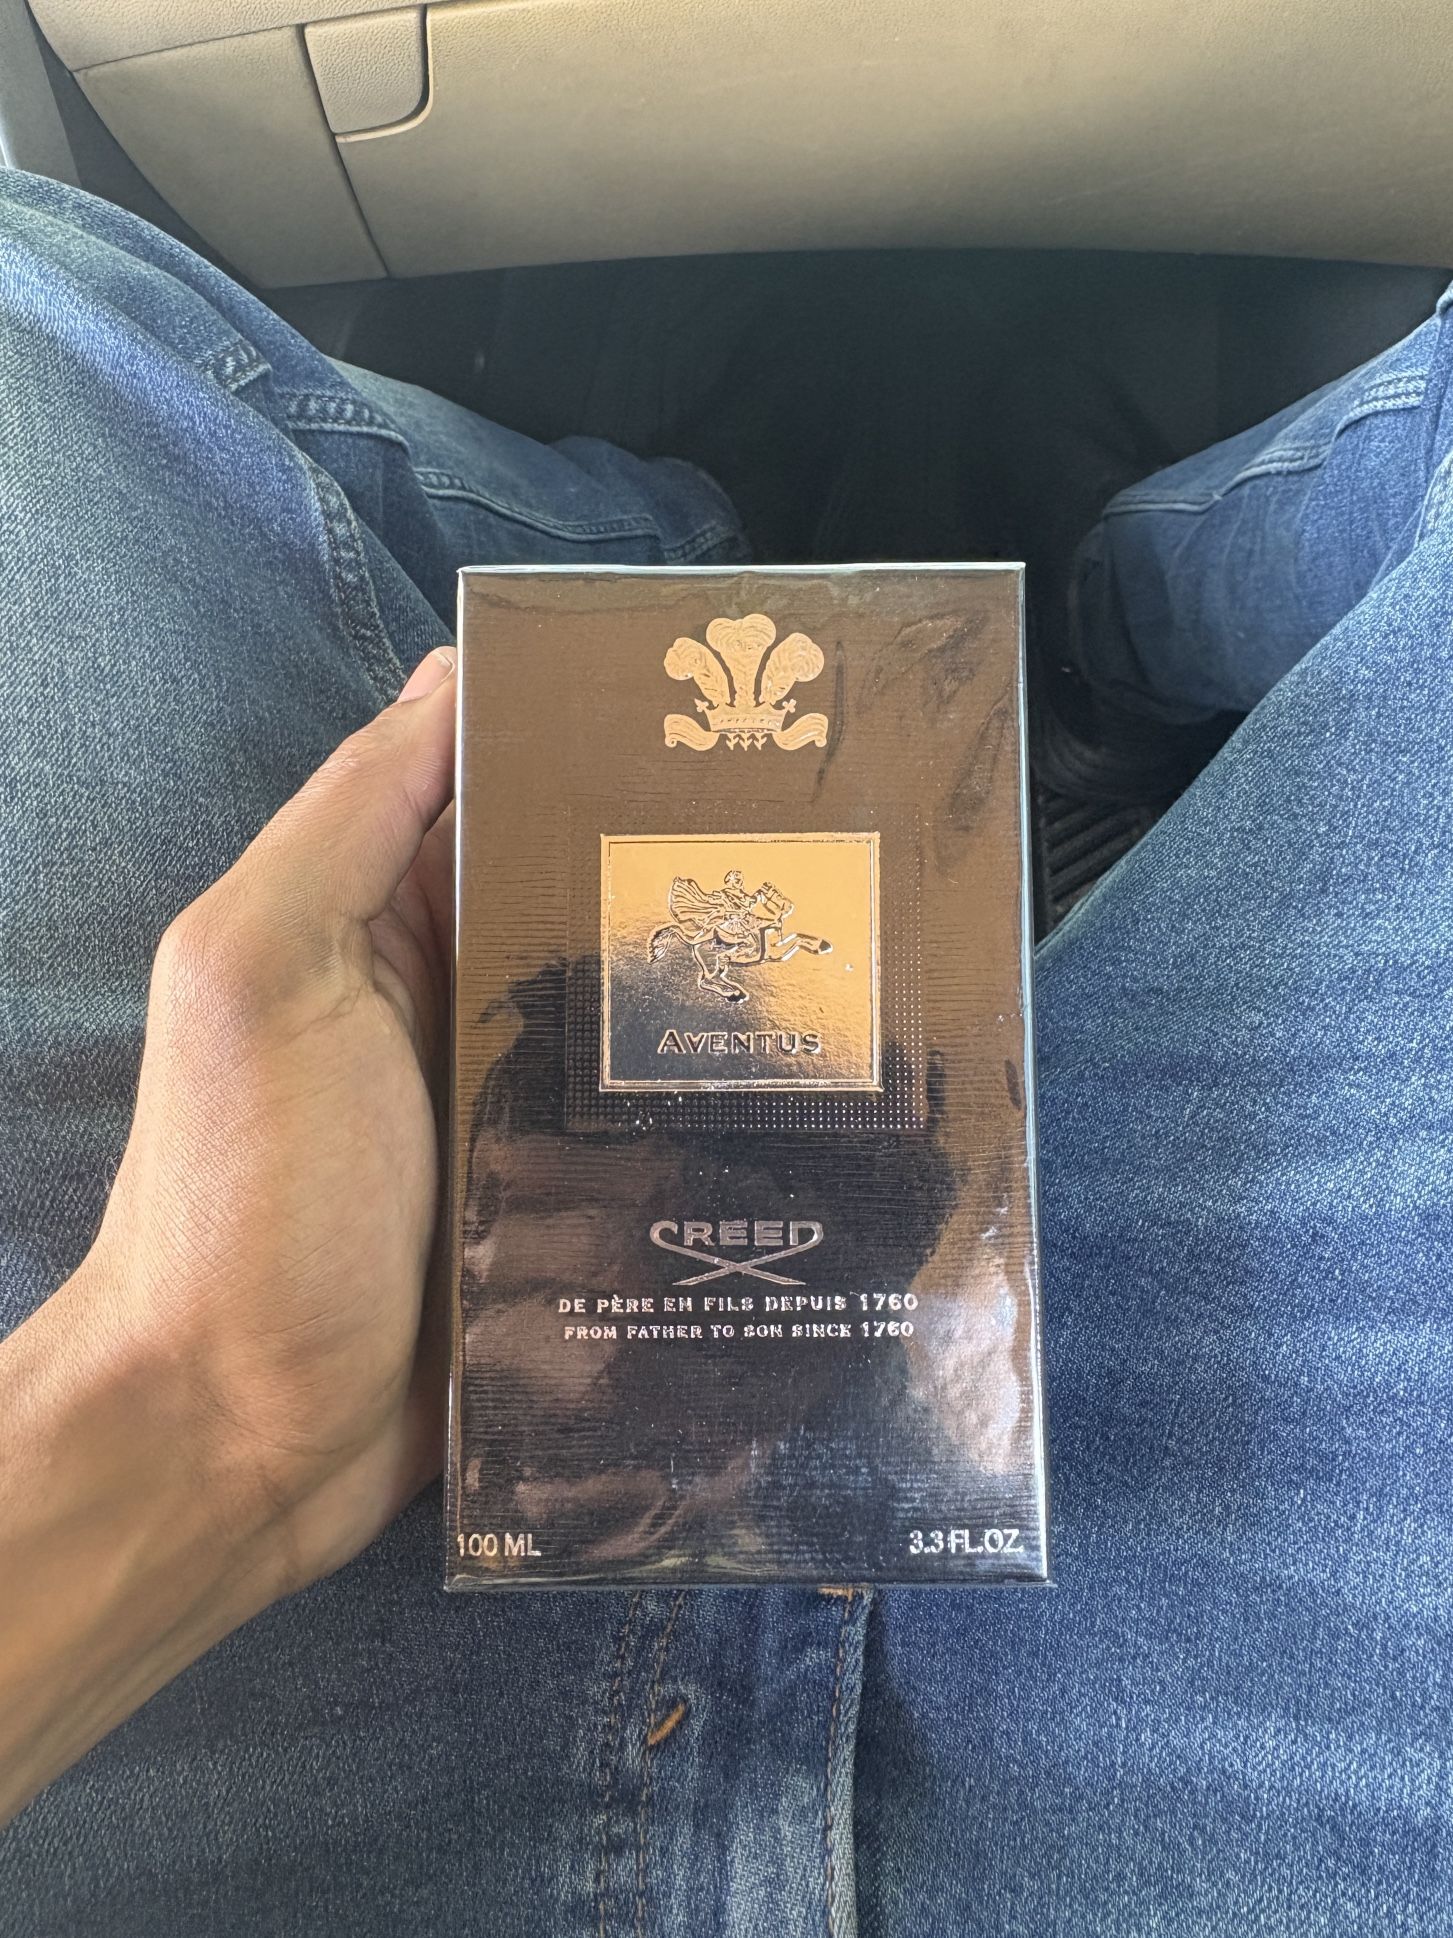 AVENTUS
CREED
DE PÈRE EN FILS DEPUIS 1760
FROM FATHER TO SON SINCE 1760
100 ML
3.3 FL.OZ